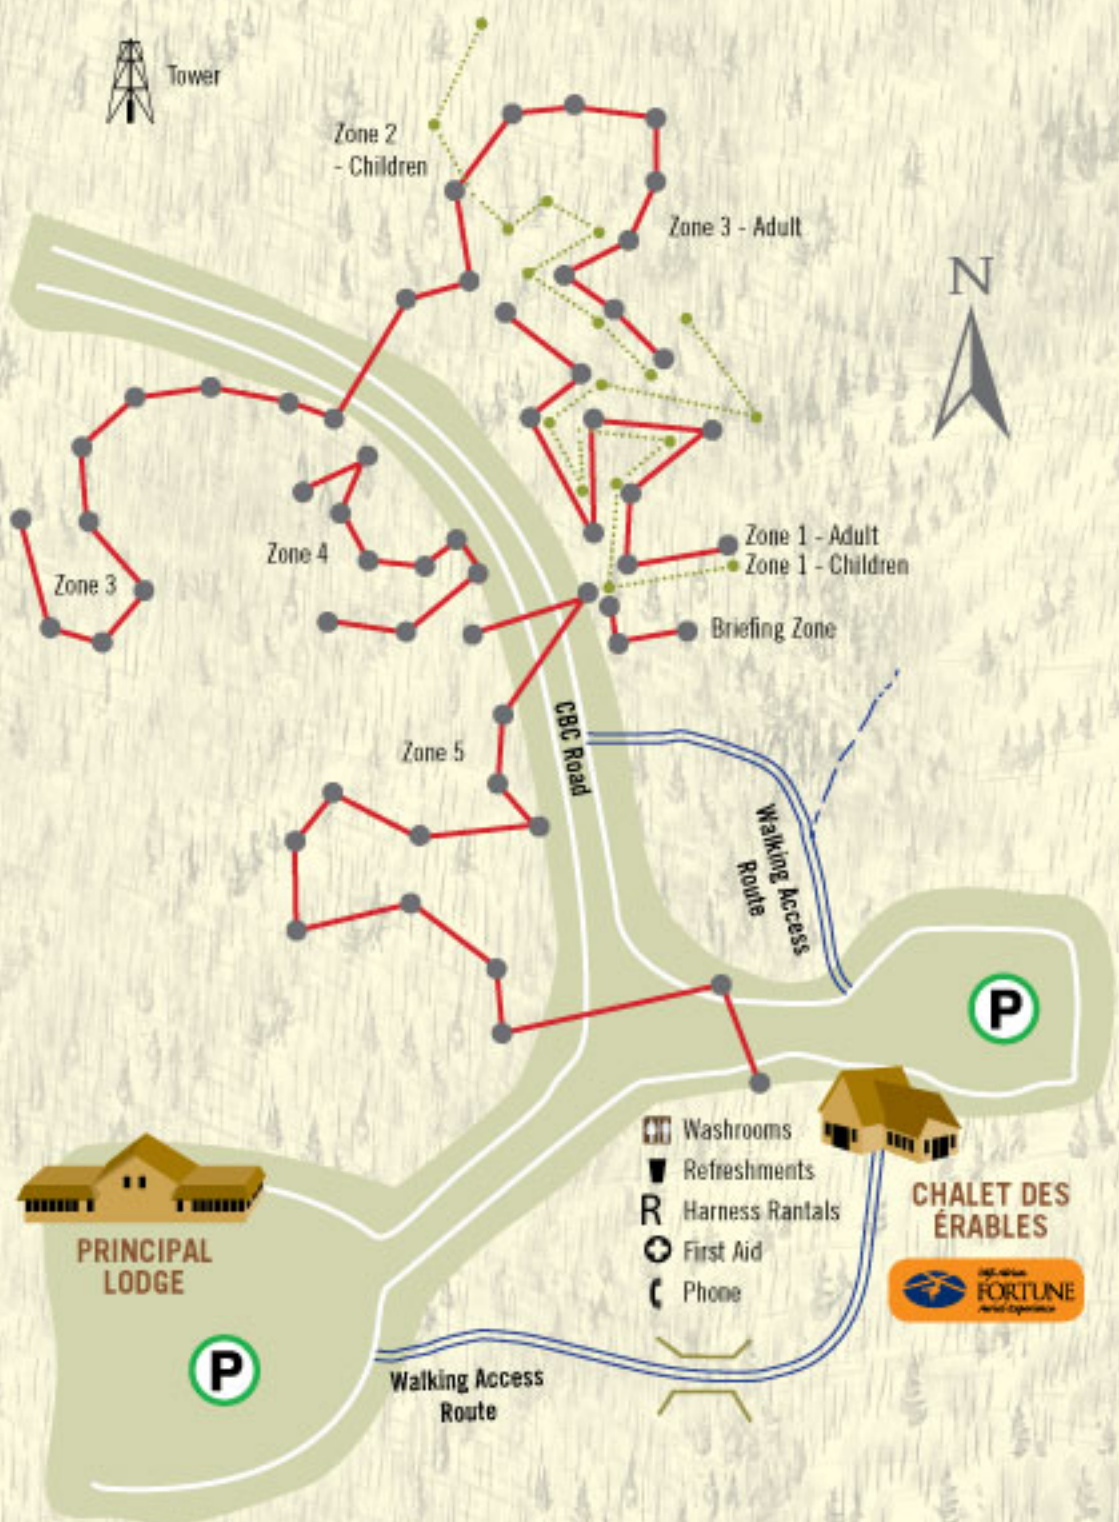 Tower
Zone 2
- Children
Zone 3 - Adult
N
Zone 4
Zone 3
Zone 1 - Adult
Zone 1 - Children
Briefing Zone
CBC Road
Zone 5
Walking Access
Route
P
Washrooms
Refreshments
R Harness Rantals
First Aid
Phone
CHALET DES
ÉRABLES
FORTUNE
PRINCIPAL
LODGE
P
Walking Access
Route